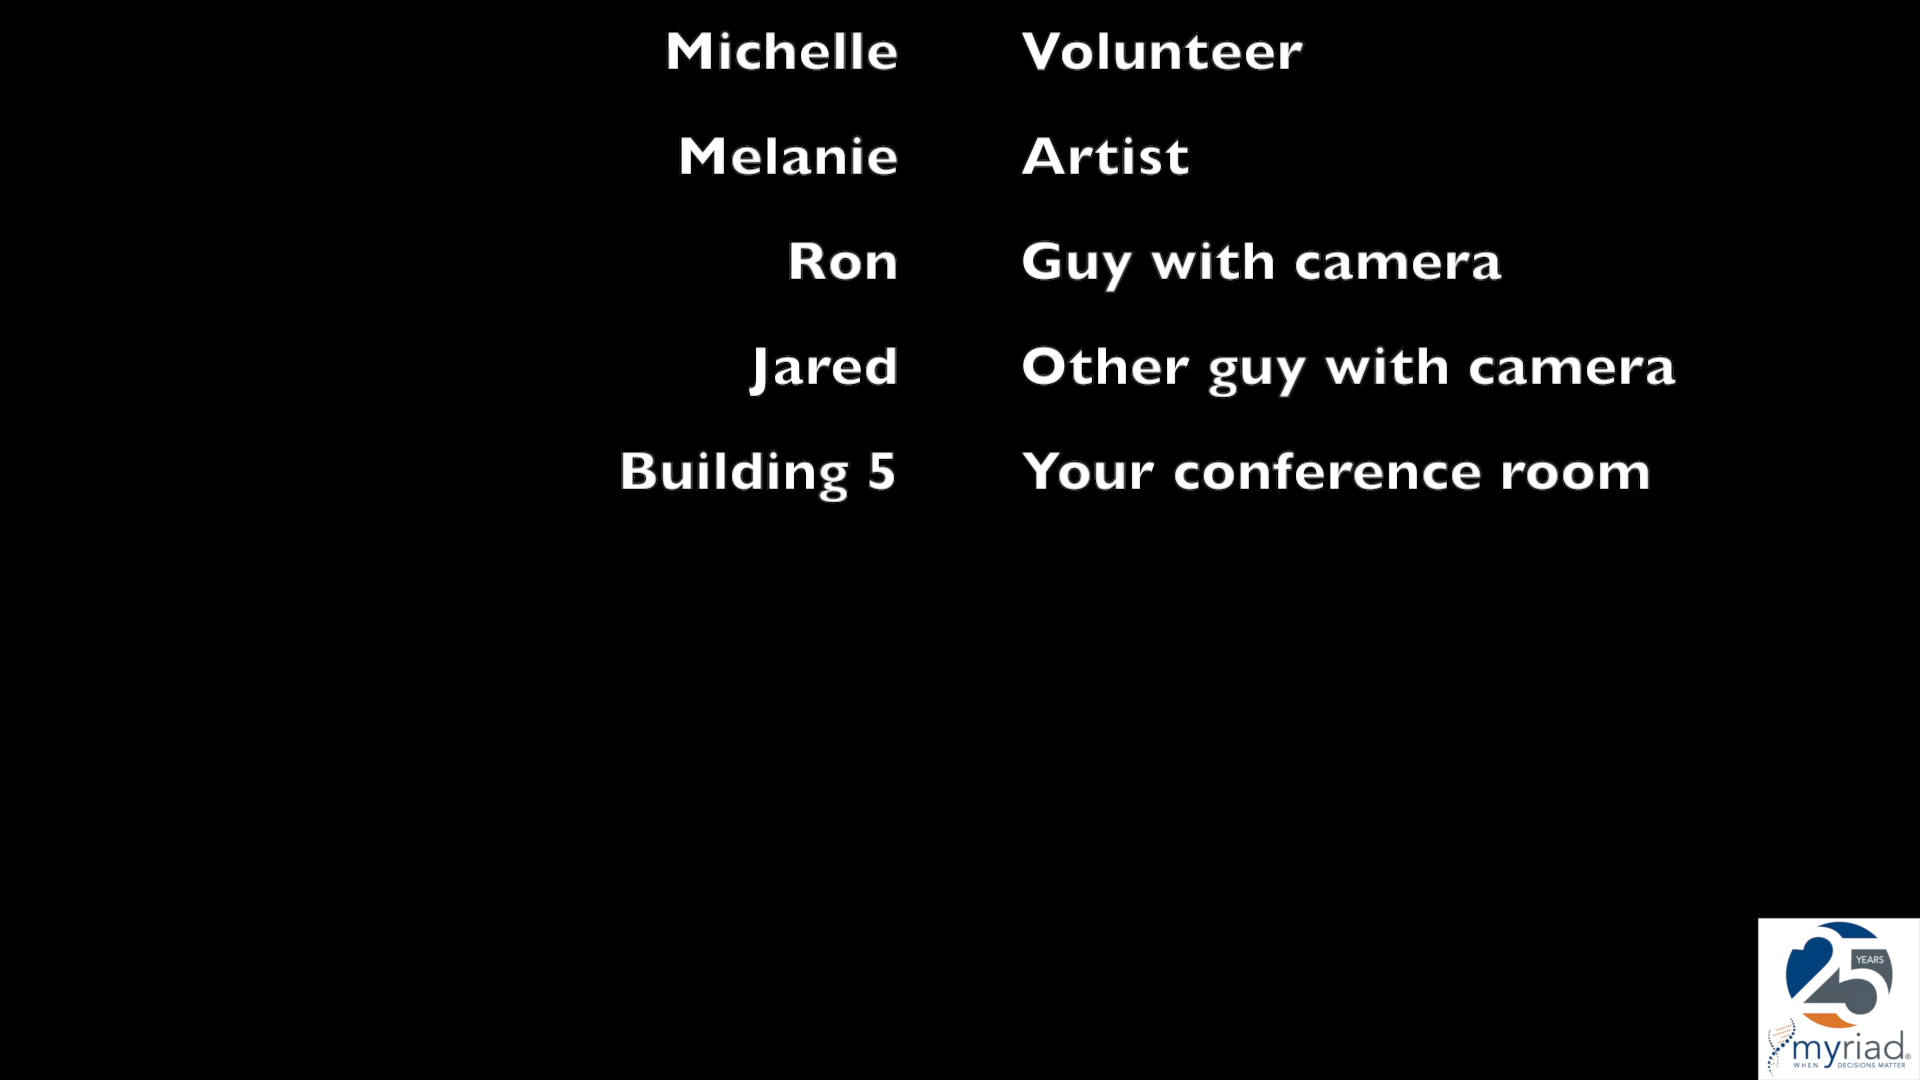 Michelle Volunteer
Melanie Artist
Ron Guy with camera
Jared Other guy with camera
Building 5 Your conference room
25 YEARS
myriad®
WHEN DECISIONS MATTER